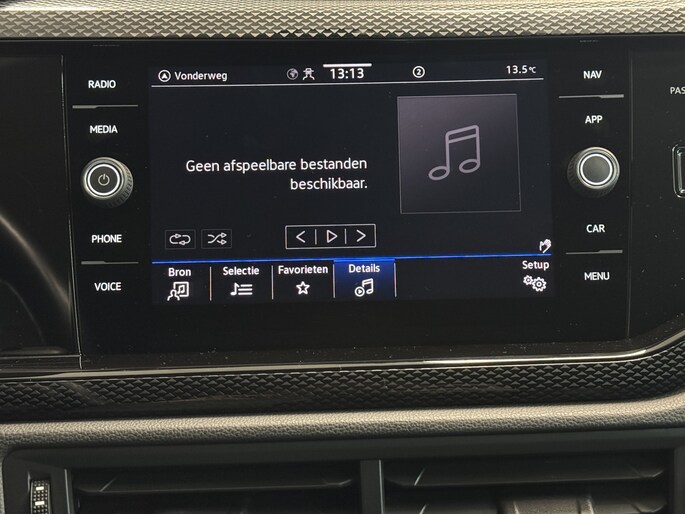 RADIO
MEDIA
PHONE
VOICE
Vonderweg
13:13
2
13.5°C
Geen afspeelbare bestanden
beschikbaar.
Bron
Selectie
Favorieten
Details
Setup
NAV
APP
CAR
MENU